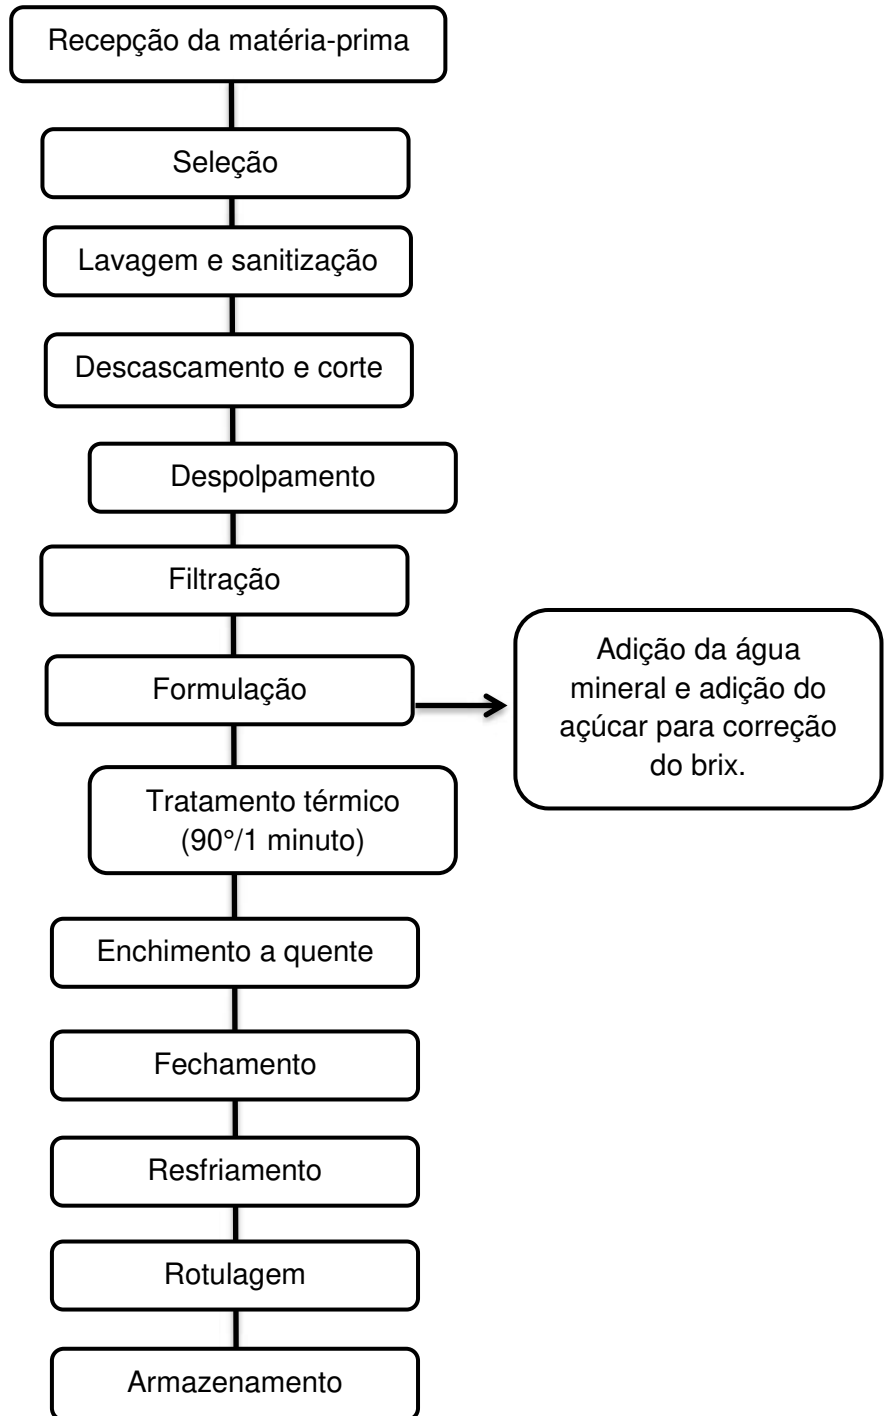 Recepção da matéria-prima
Seleção
Lavagem e sanitização
Descascamento e corte
Despolpamento
Filtração
Formulação
Adição da água
mineral e adição do
açúcar para correção
do brix.
Tratamento térmico
(90°/1 minuto)
Enchimento a quente
Fechamento
Resfriamento
Rotulagem
Armazenamento